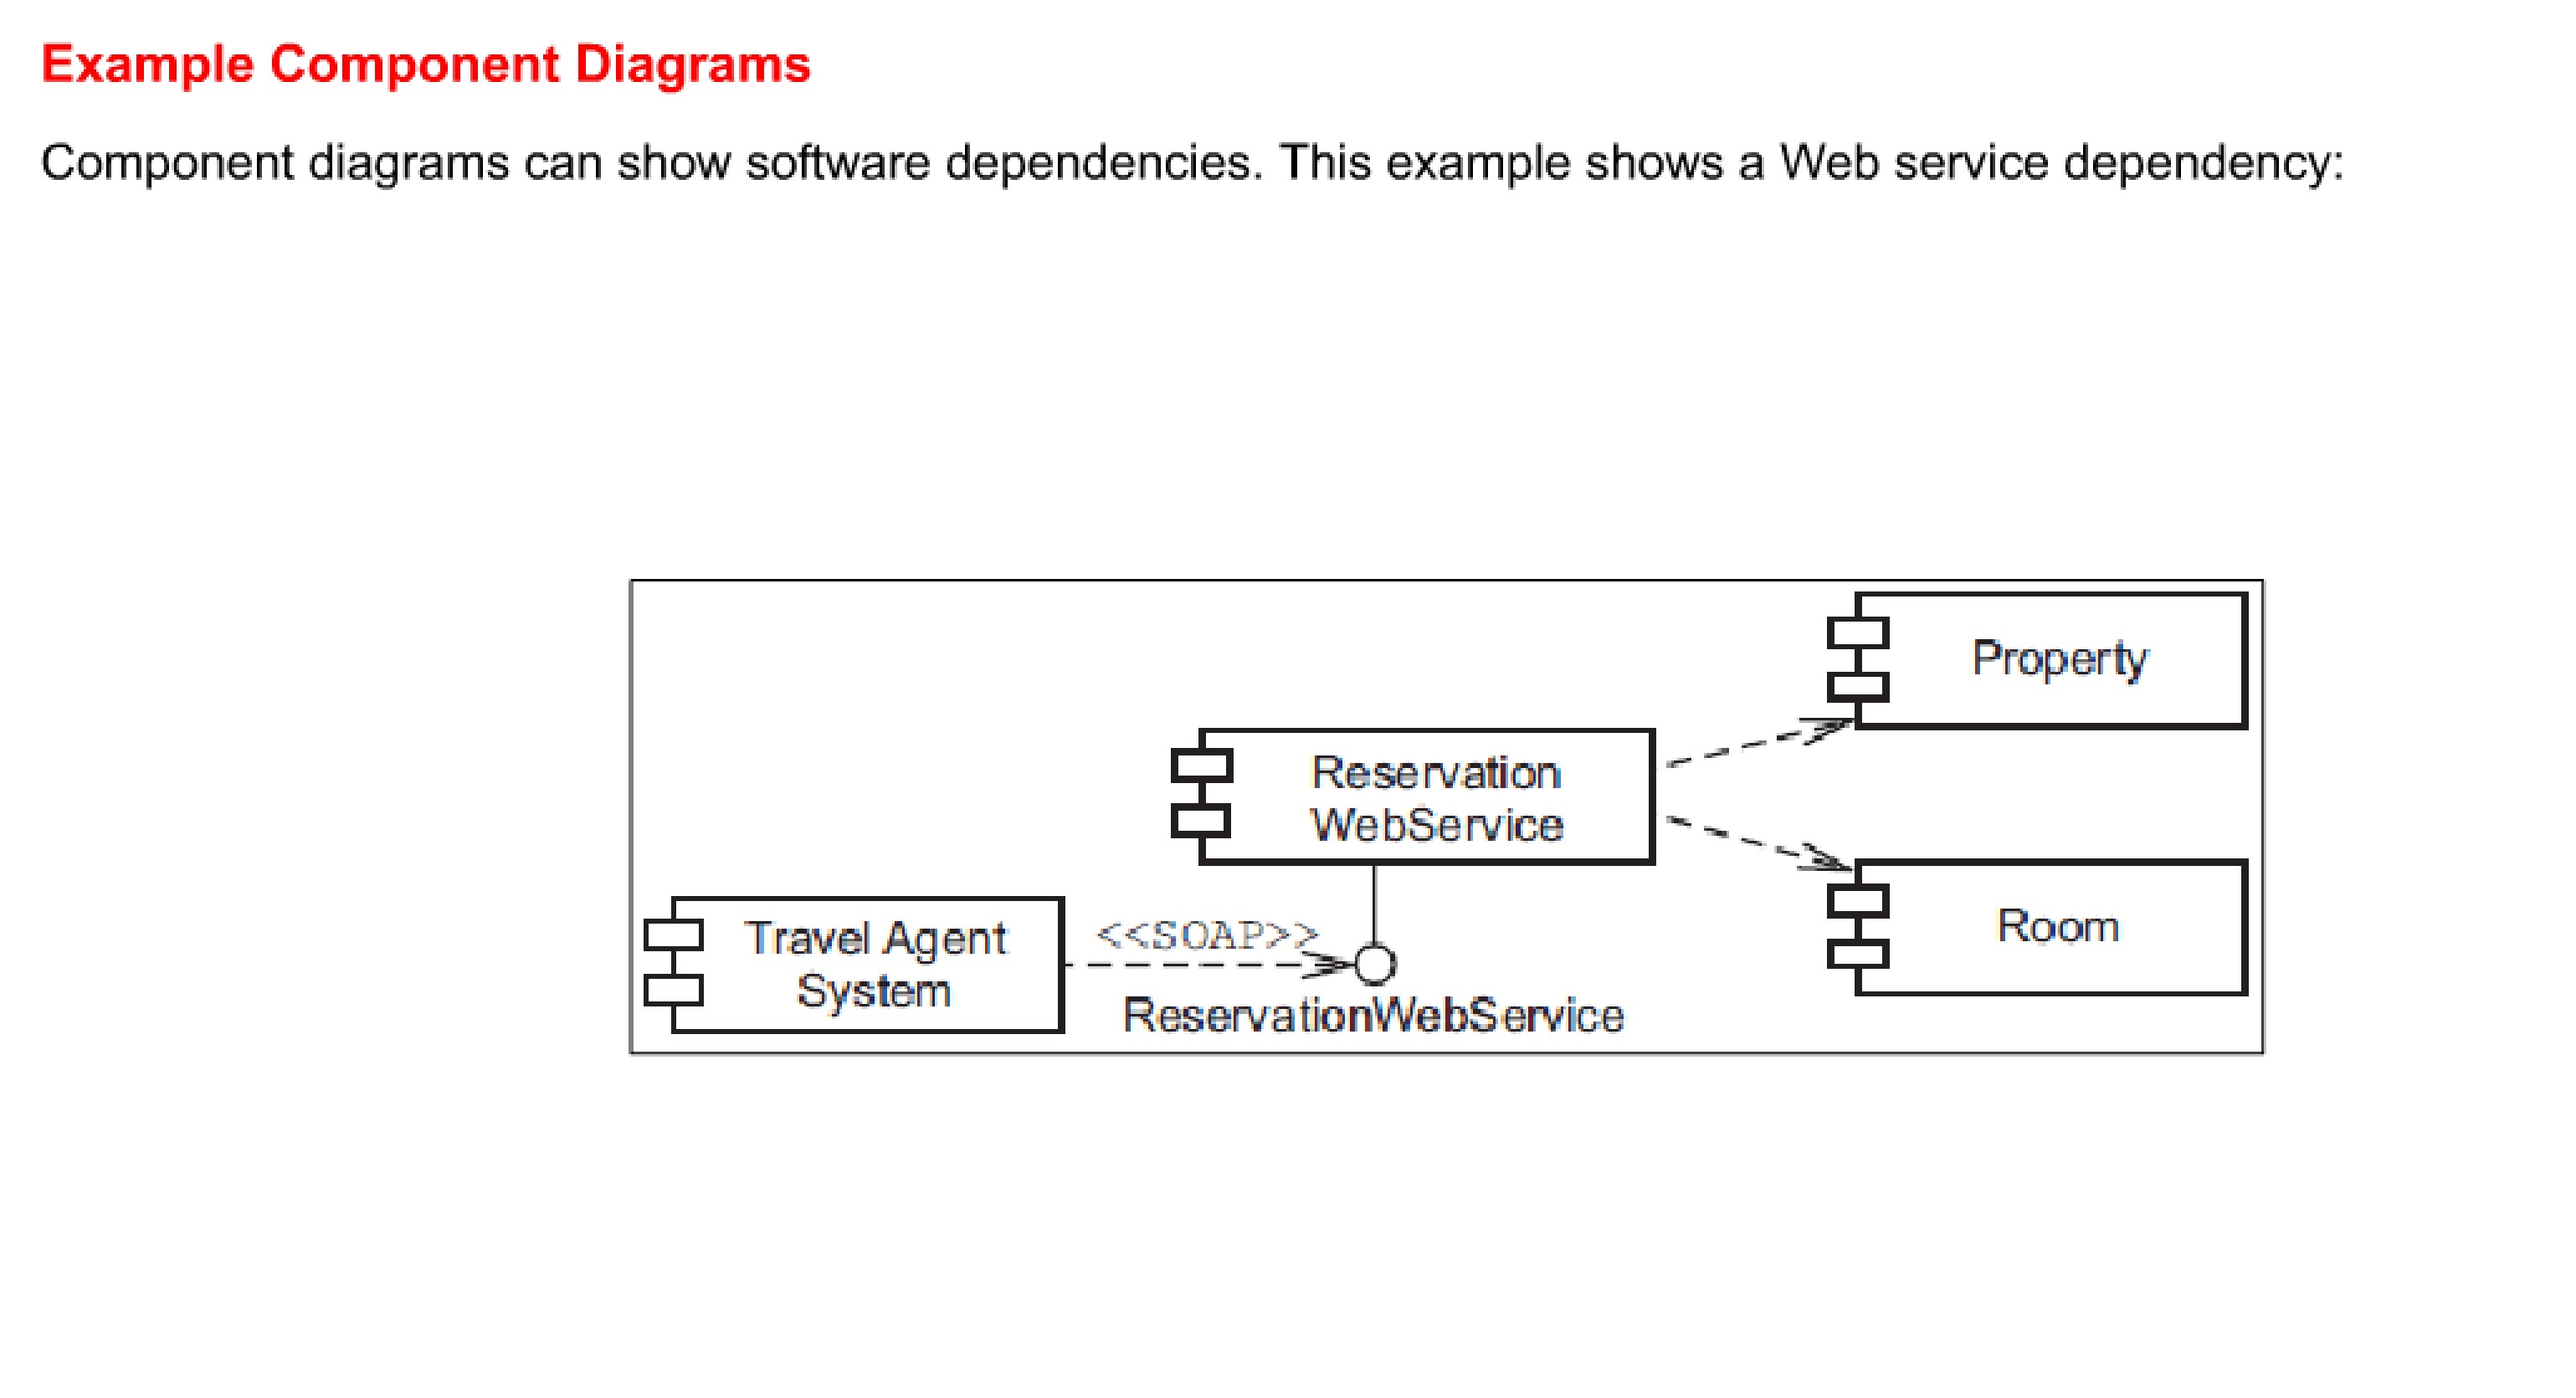 Example Component Diagrams
Component diagrams can show software dependencies. This example shows a Web service dependency:
Property
Reservation
WebService
Room
Travel Agent
System
<<SOAP>>
ReservationWebService